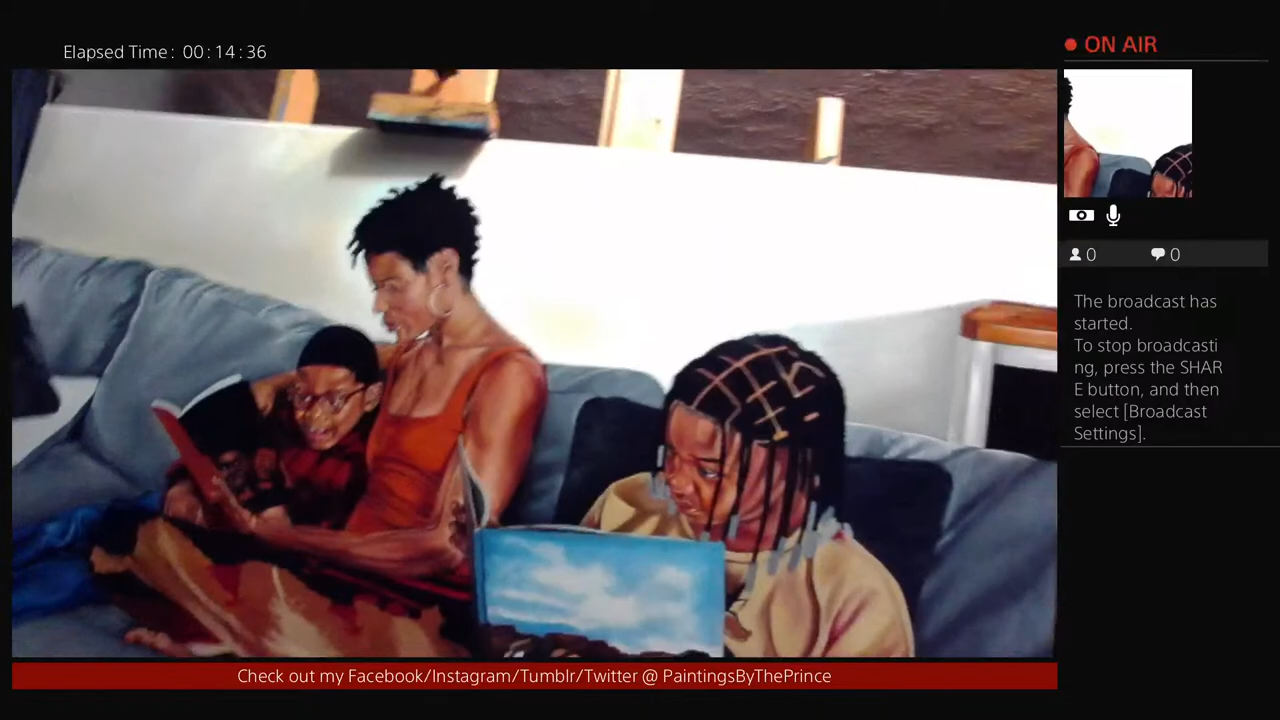 Elapsed Time: 00:14:36
ON AIR
0 0
The broadcast has
started.
To stop broadcasti
ng, press the SHAR
E button, and then
select [Broadcast
Settings].
Check out my Facebook/Instagram/Tumblr/Twitter @ PaintingsByThePrince